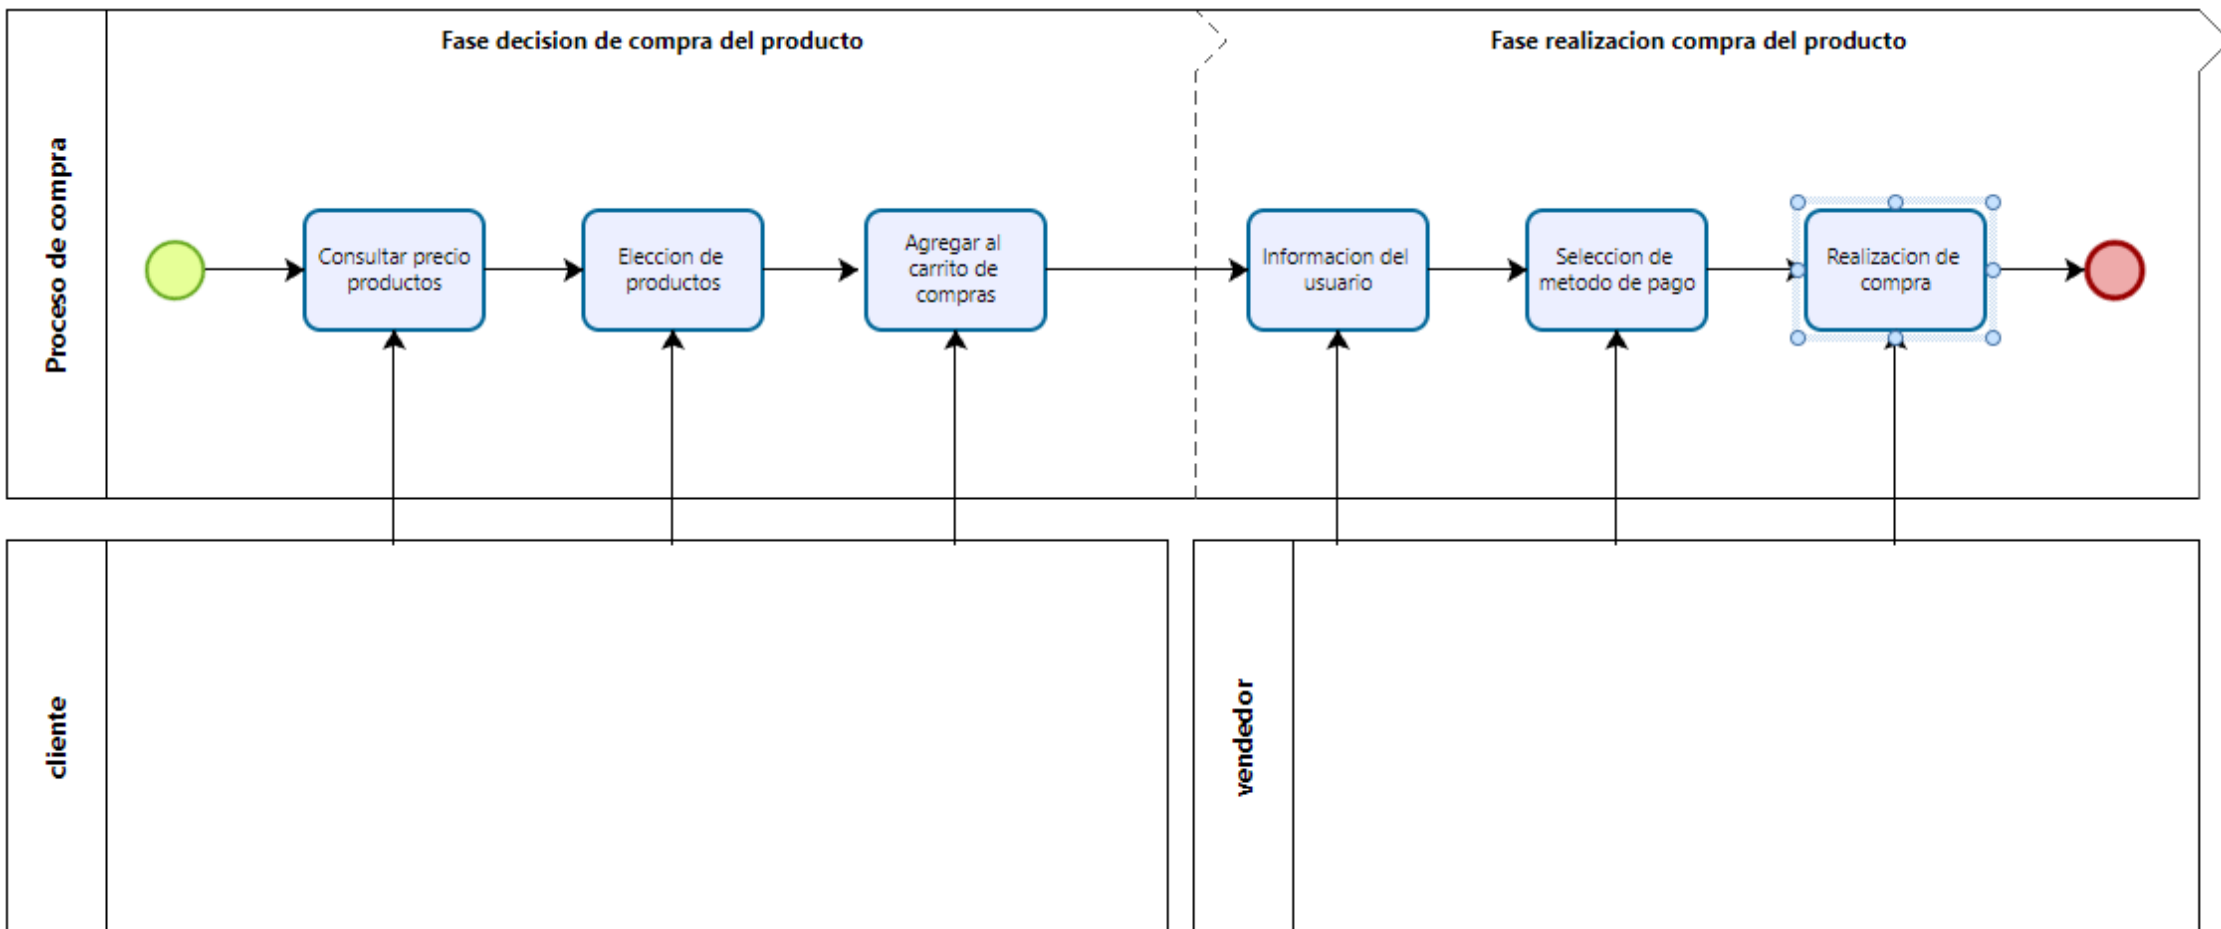 Fase decision de compra del producto
Fase realizacion compra del producto
Proceso de compra
Consultar precio
productos
Eleccion de
productos
Agregar al
carrito de
compras
Informacion del
usuario
Seleccion de
metodo de pago
Realizacion de
compra
cliente
vendedor